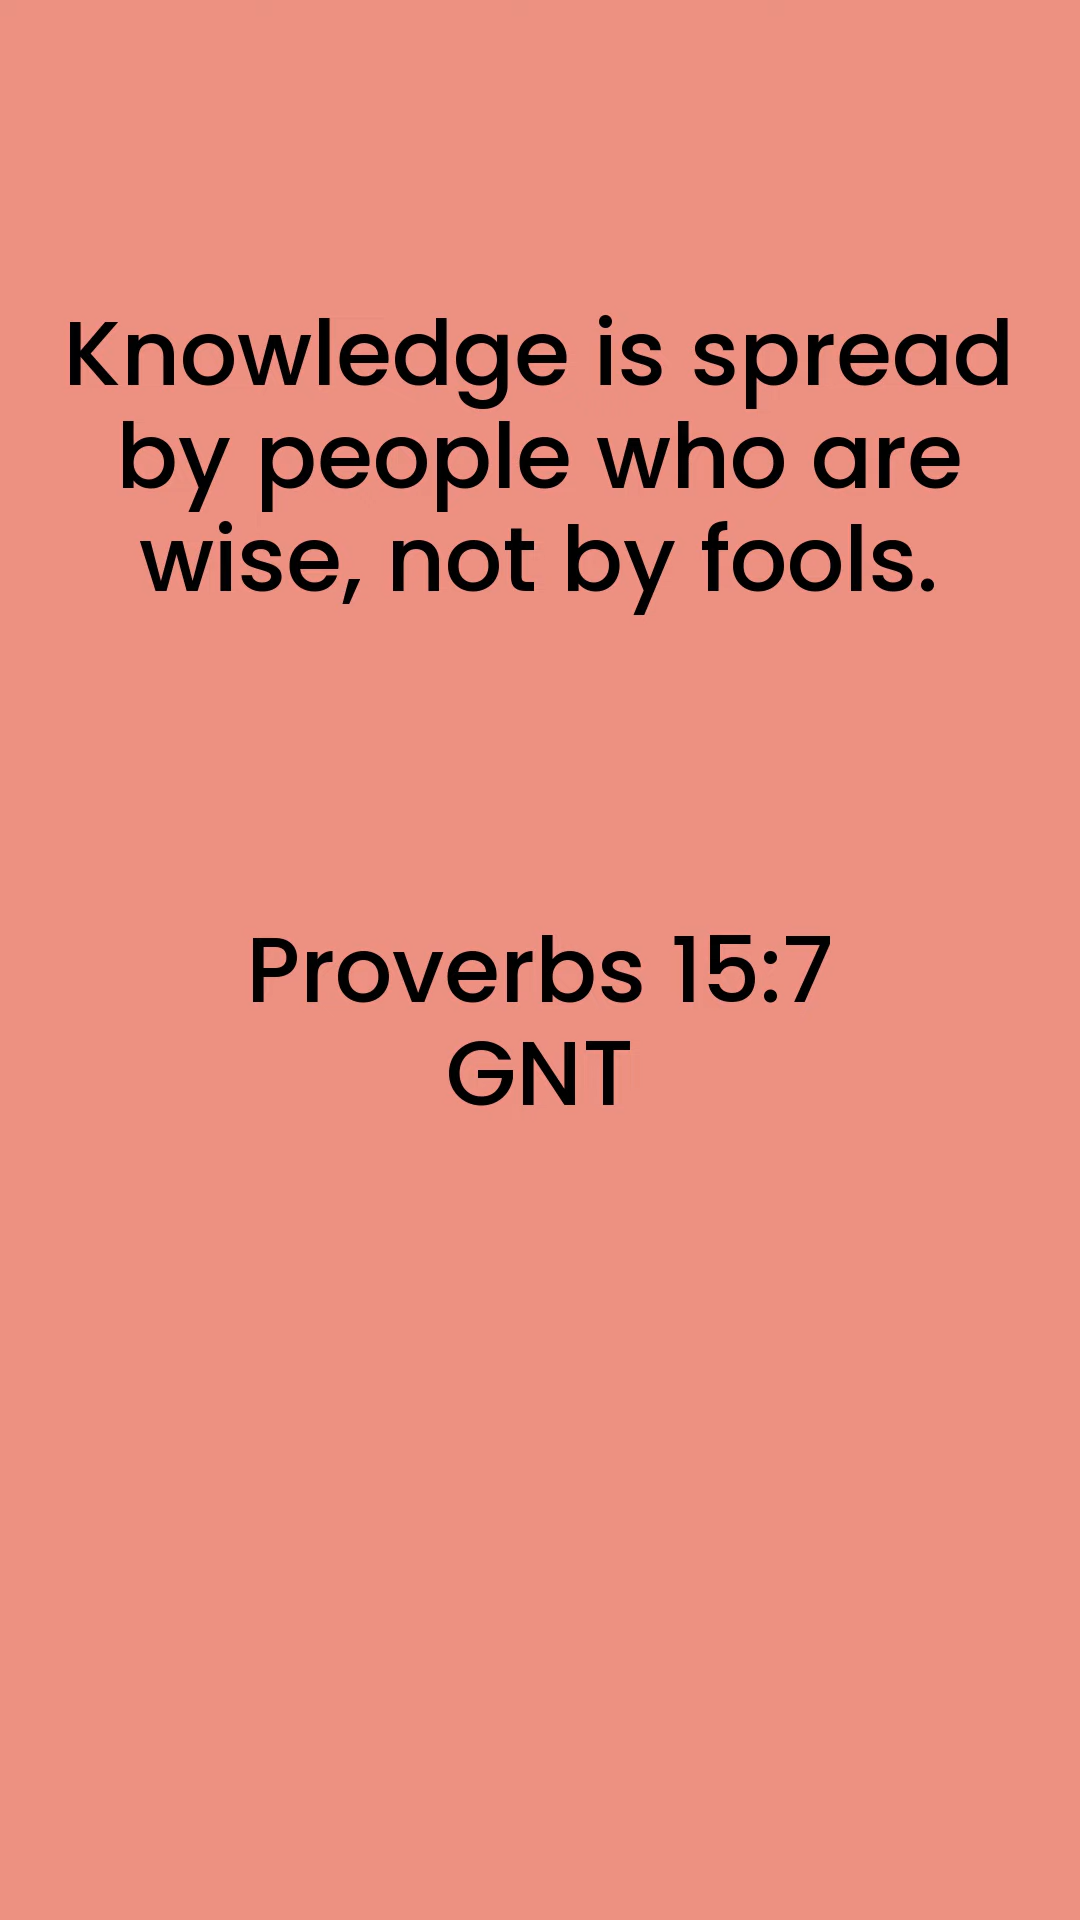 Knowledge is spread
by people who are
wise, not by fools.
Proverbs 15:7
GNT